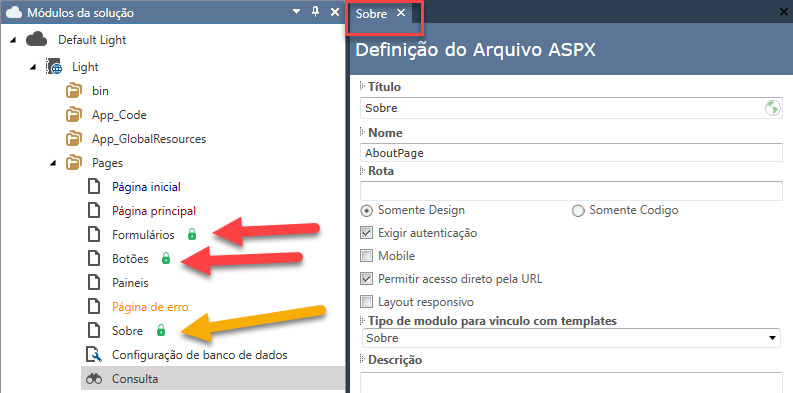 Módulos da solução
Default Light
Light
bin
App_Code
App_GlobalResources
Pages
Página inicial
Página principal
Formulários
Botões
Paineis
Página de erro
Sobre
Configuração de banco de dados
Consulta
Sobre
Definição do Arquivo ASPX
Título
Sobre
Nome
AboutPage
Rota
Somente Design
Somente Codigo
Exigir autenticação
Mobile
Permitir acesso direto pela URL
Layout responsivo
Tipo de modulo para vinculo com templates
Sobre
Descrição